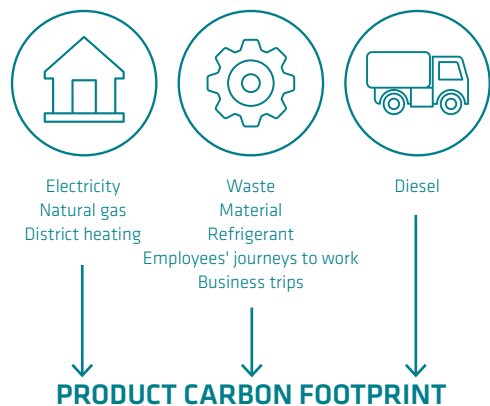 Electricity
Natural gas
District heating
Waste
Material
Refrigerant
Employees' journeys to work
Business trips
Diesel
PRODUCT CARBON FOOTPRINT